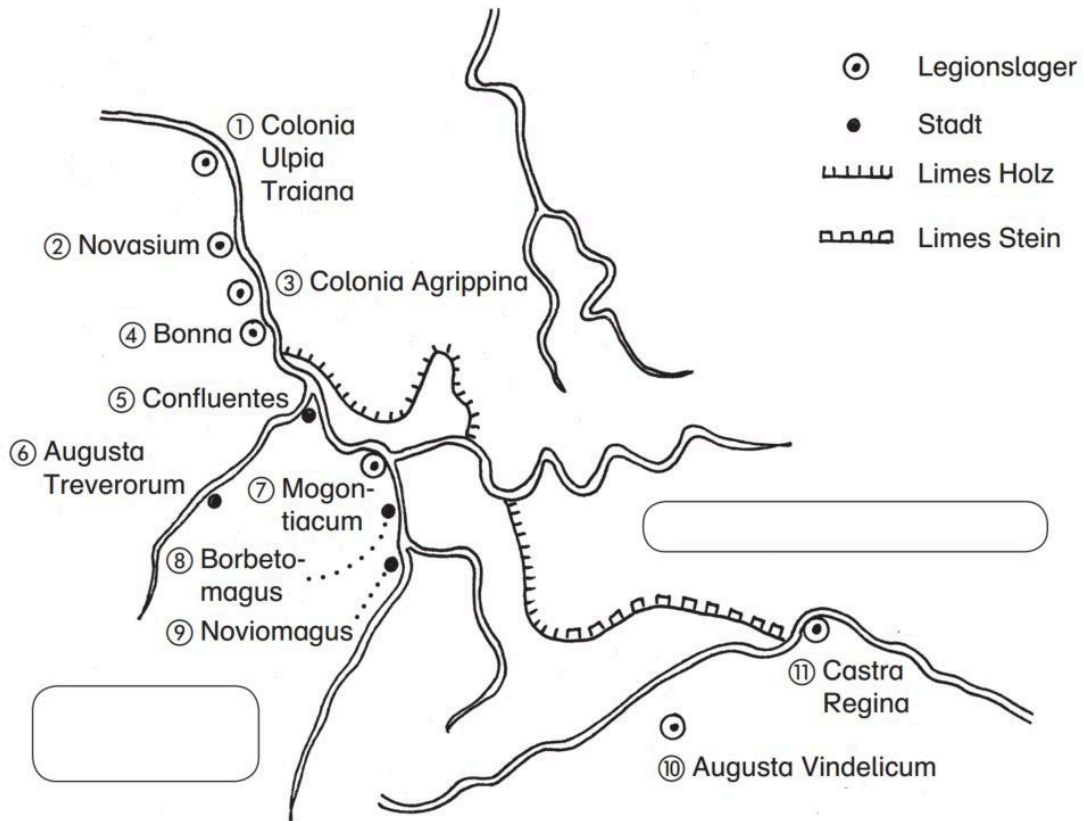 ① Colonia
Ulpia
Traiana
② Novasium
③ Colonia Agrippina
④ Bonna
⑤ Confluentes
⑥ Augusta
Treverorum
⑦ Mogon-
tiacum
⑧ Borbeto-
magus
⑨ Noviomagus
⑪ Castra
Regina
⑩ Augusta Vindelicum
Legionslager
Stadt
Limes Holz
Limes Stein